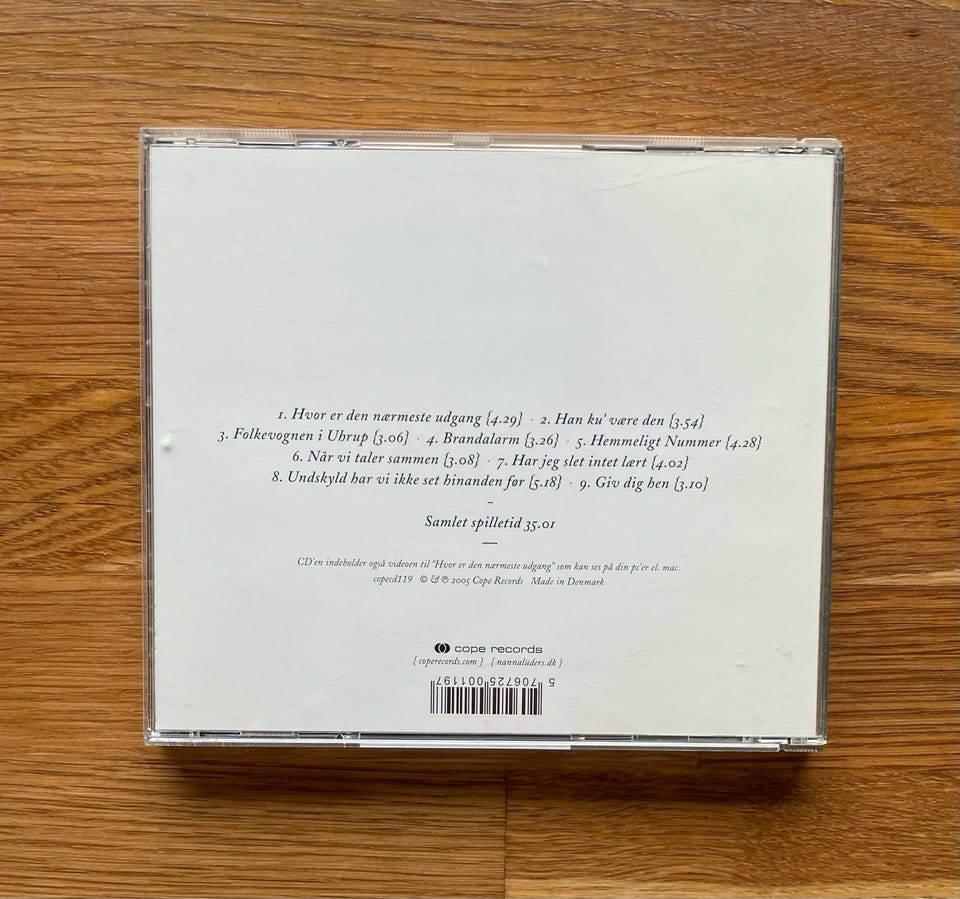 1. Hvor er den nærmeste udgang {4.29} · 2. Han ku' være den {3.54}
3. Folkevognen i Uhrup {3.06} · 4. Brandalarm {3.26} · 5. Hemmeligt Nummer {4.28}
6. Når vi taler sammen {3.08} · 7. Har jeg slet intet lært {4.02}
8. Undskyld har vi ikke set hinanden før {5.18} · 9. Giv dig hen {3.10}
Samlet spilletid 35.01
CD'en indeholder også videoen til "Hvor er den nærmeste udgang" som kan ses på din pc'er el. mac.
copecd119 © & ℗ 2005 Cope Records Made in Denmark
cope records
{ coperecords.com } { nannalüders.dk }
5 706725 001197